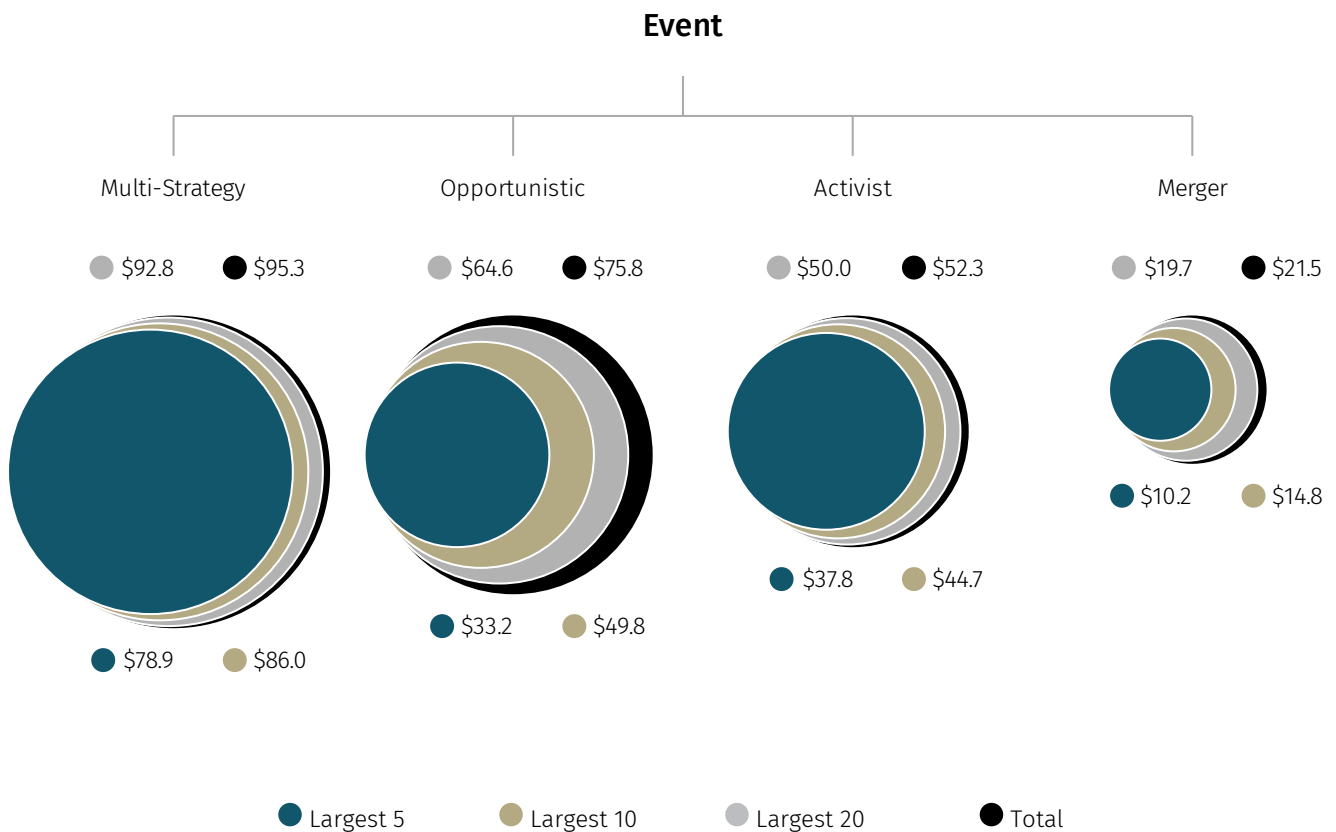 Event
Multi-Strategy Opportunistic Activist Merger
$92.8 $95.3 $64.6 $75.8 $50.0 $52.3 $19.7 $21.5
$10.2 $14.8
$37.8 $44.7
$33.2 $49.8
$78.9 $86.0
Largest 5 Largest 10 Largest 20 Total